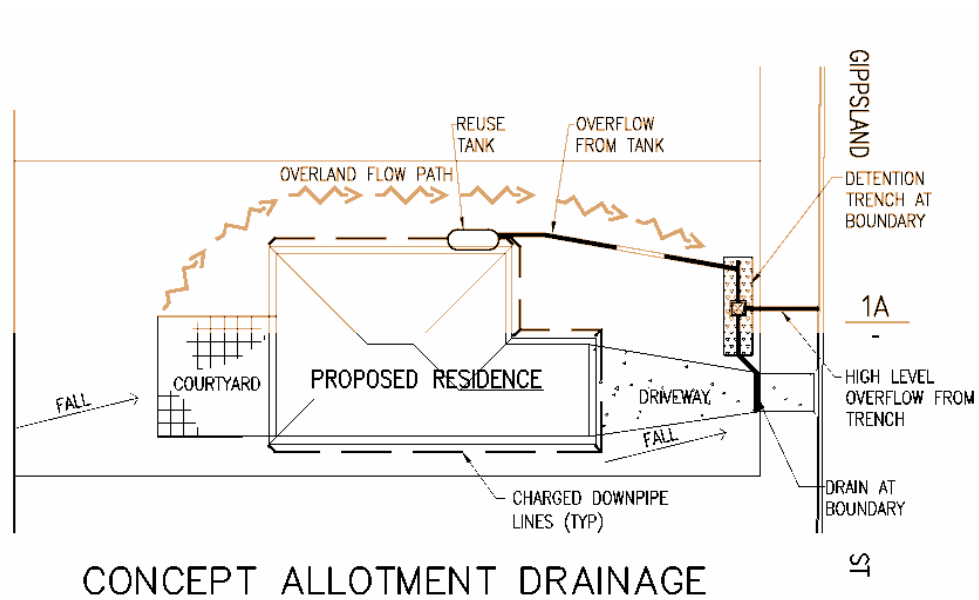 GIPPSLAND
REUSE
TANK
OVERFLOW
FROM TANK
OVERLAND FLOW PATH
DETENTION
TRENCH AT
BOUNDARY
1A
-
COURTYARD
PROPOSED RESIDENCE
DRIVEWAY
HIGH LEVEL
OVERFLOW FROM
TRENCH
FALL
FALL
CHARGED DOWNPIPE
LINES (TYP)
DRAIN AT
BOUNDARY
ST
CONCEPT ALLOTMENT DRAINAGE